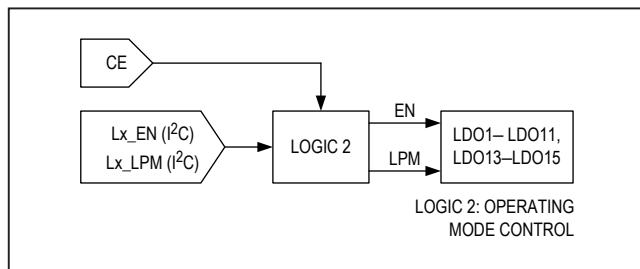 CE
Lx_EN (I²C)
Lx_LPM (I²C)
LOGIC 2
EN
LPM
LDO1– LDO11,
LDO13–LDO15
LOGIC 2: OPERATING
MODE CONTROL